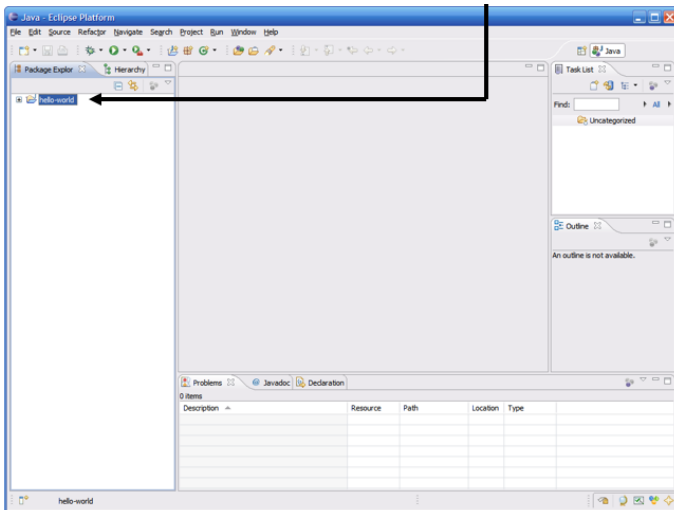 Java - Eclipse Platform
File Edit Source Refactor Navigate Search Project Run Window Help
Java
Package Explor Hierarchy
Task List
hello-world
Find: All
Uncategorized
Outline
An outline is not available.
Problems Javadoc Declaration
0 items
Description Resource Path Location Type
hello-world